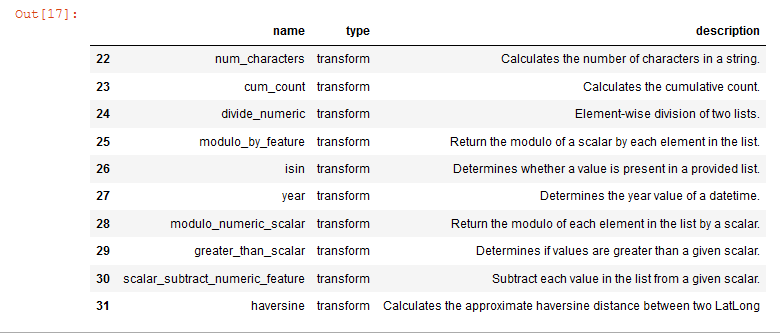 Out[17]:
name type description
22 num_characters transform Calculates the number of characters in a string.
23 cum_count transform Calculates the cumulative count.
24 divide_numeric transform Element-wise division of two lists.
25 modulo_by_feature transform Return the modulo of a scalar by each element in the list.
26 isin transform Determines whether a value is present in a provided list.
27 year transform Determines the year value of a datetime.
28 modulo_numeric_scalar transform Return the modulo of each element in the list by a scalar.
29 greater_than_scalar transform Determines if values are greater than a given scalar.
30 scalar_subtract_numeric_feature transform Subtract each value in the list from a given scalar.
31 haversine transform Calculates the approximate haversine distance between two LatLong